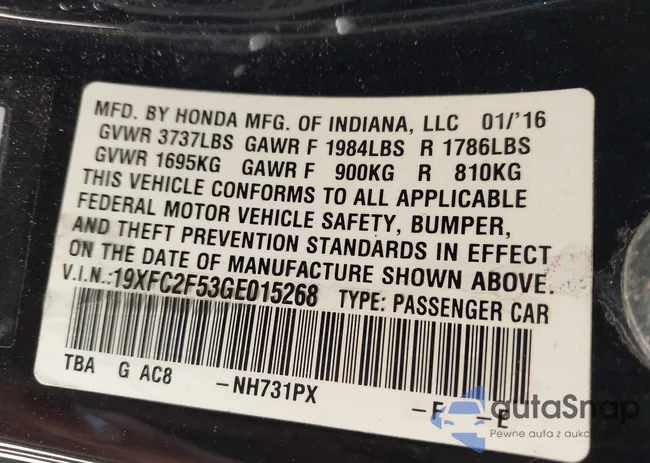 MFD. BY HONDA MFG. OF INDIANA, LLC 01/'16
GVWR 3737LBS GAWR F 1984LBS R 1786LBS
GVWR 1695KG GAWR F 900KG R 810KG
THIS VEHICLE CONFORMS TO ALL APPLICABLE
FEDERAL MOTOR VEHICLE SAFETY, BUMPER,
AND THEFT PREVENTION STANDARDS IN EFFECT
ON THE DATE OF MANUFACTURE SHOWN ABOVE.
V.I.N.:19XFC2F53GE015268 TYPE: PASSENGER CAR
TBA G AC8 -NH731PX -E -E
autaSnap
Pewne auta z aukcji